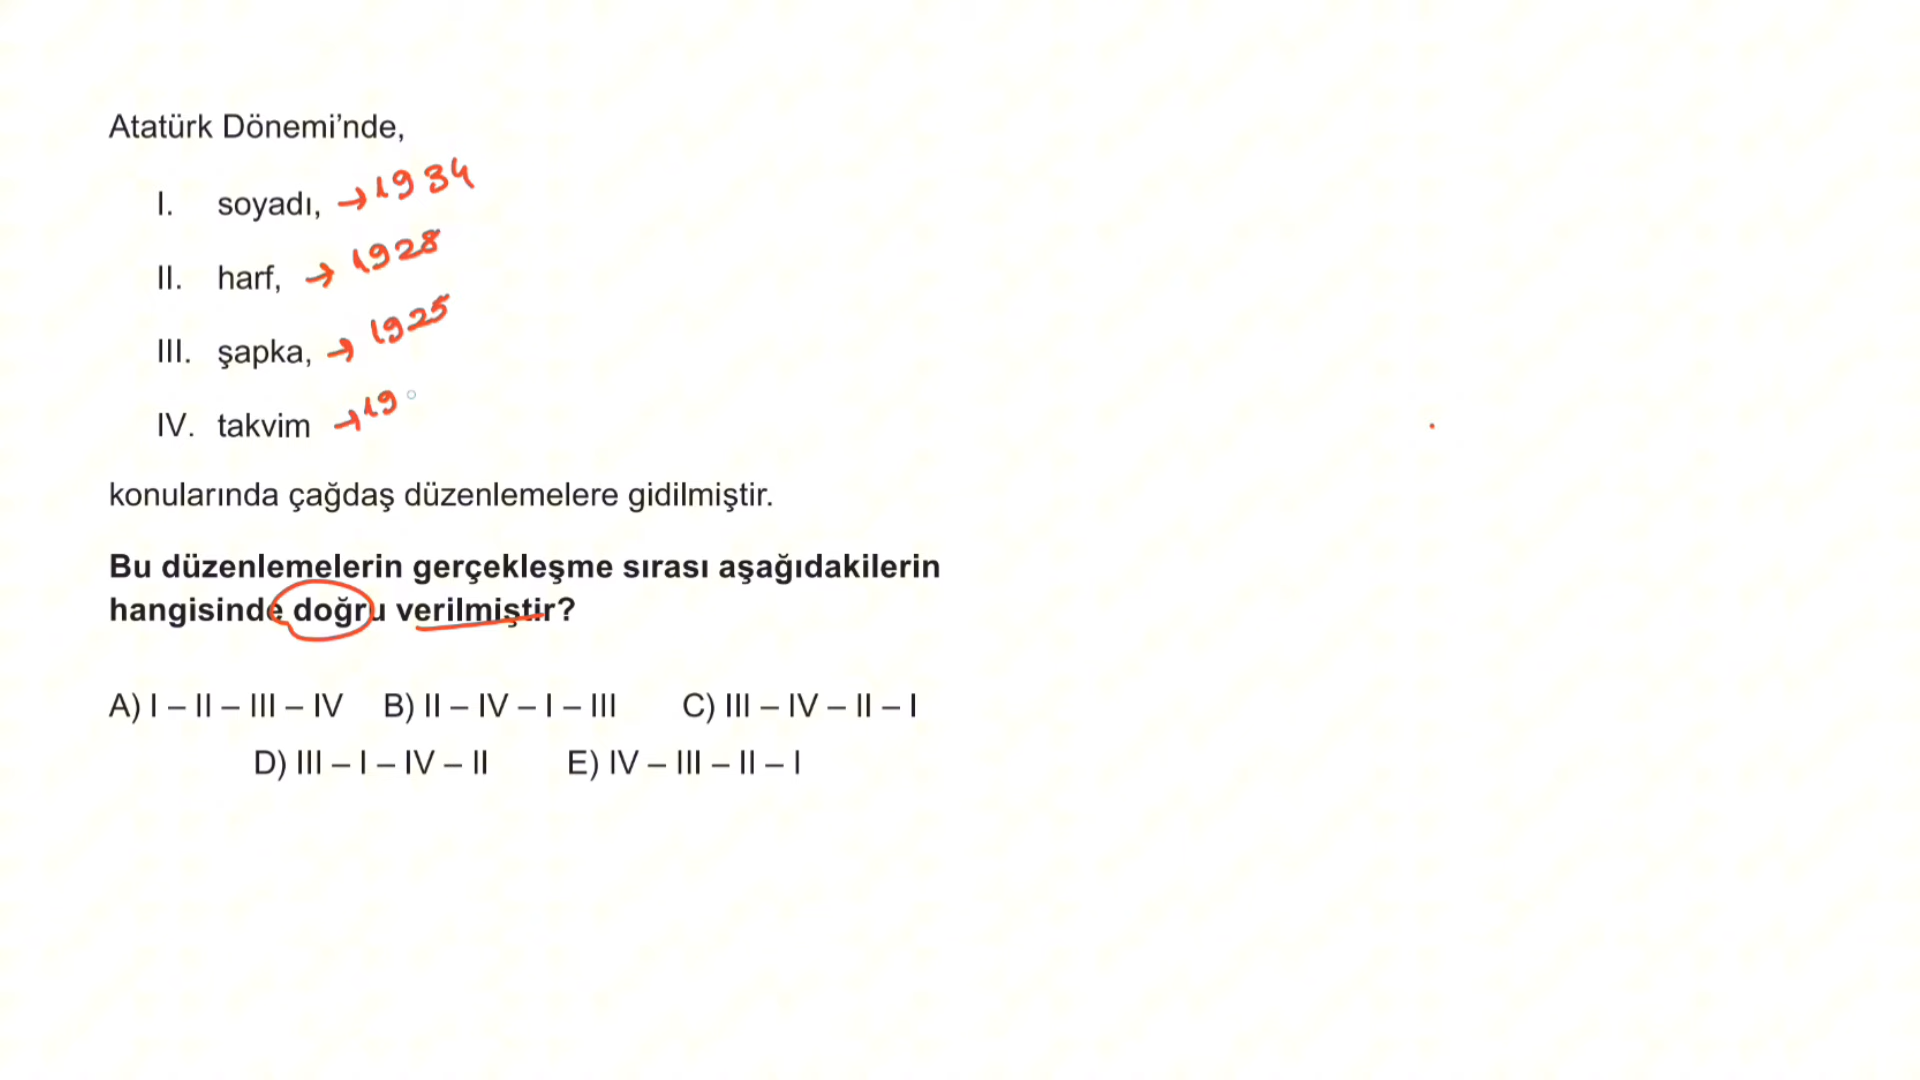 Atatürk Dönemi’nde,
I. soyadı, → 1934
II. harf, → 1928
III. şapka, → 1925
IV. takvim → 19
konularında çağdaş düzenlemelere gidilmiştir.
Bu düzenlemelerin gerçekleşme sırası aşağıdakilerin
hangisinde doğru verilmiştir?
A) I – II – III – IV B) II – IV – I – III C) III – IV – II – I
D) III – I – IV – II E) IV – III – II – I